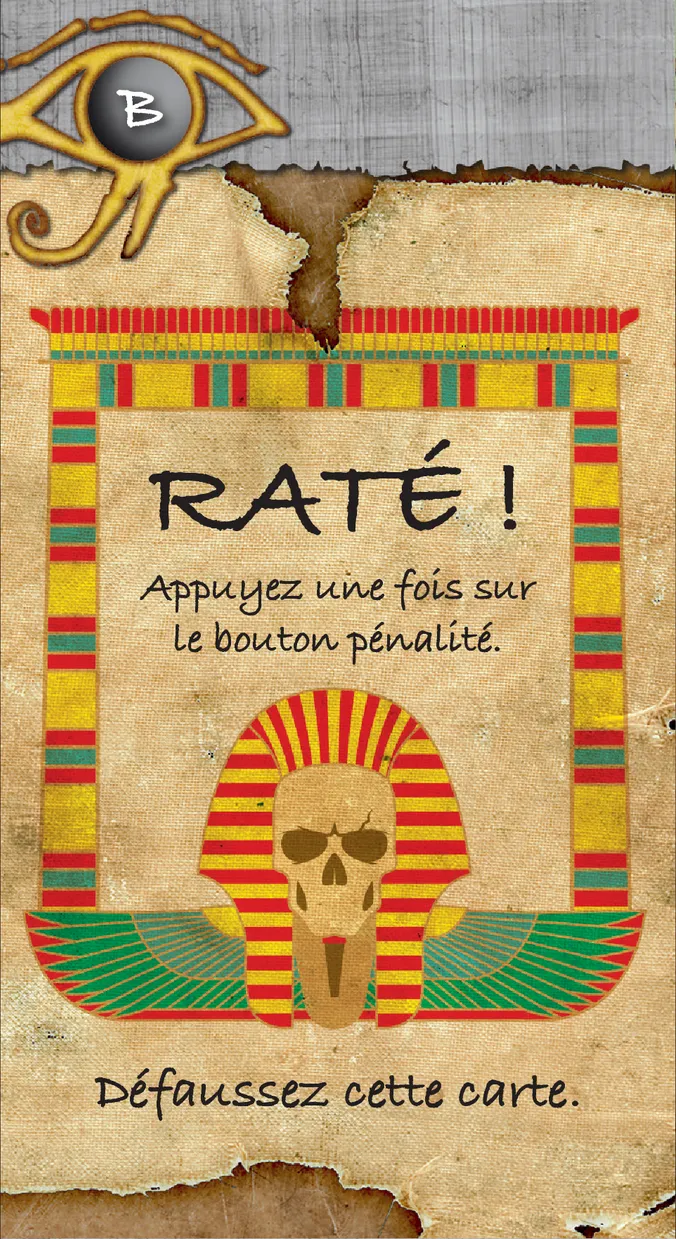 B
RATÉ !
Appuyez une fois sur
le bouton pénalité.
Défaussez cette carte.